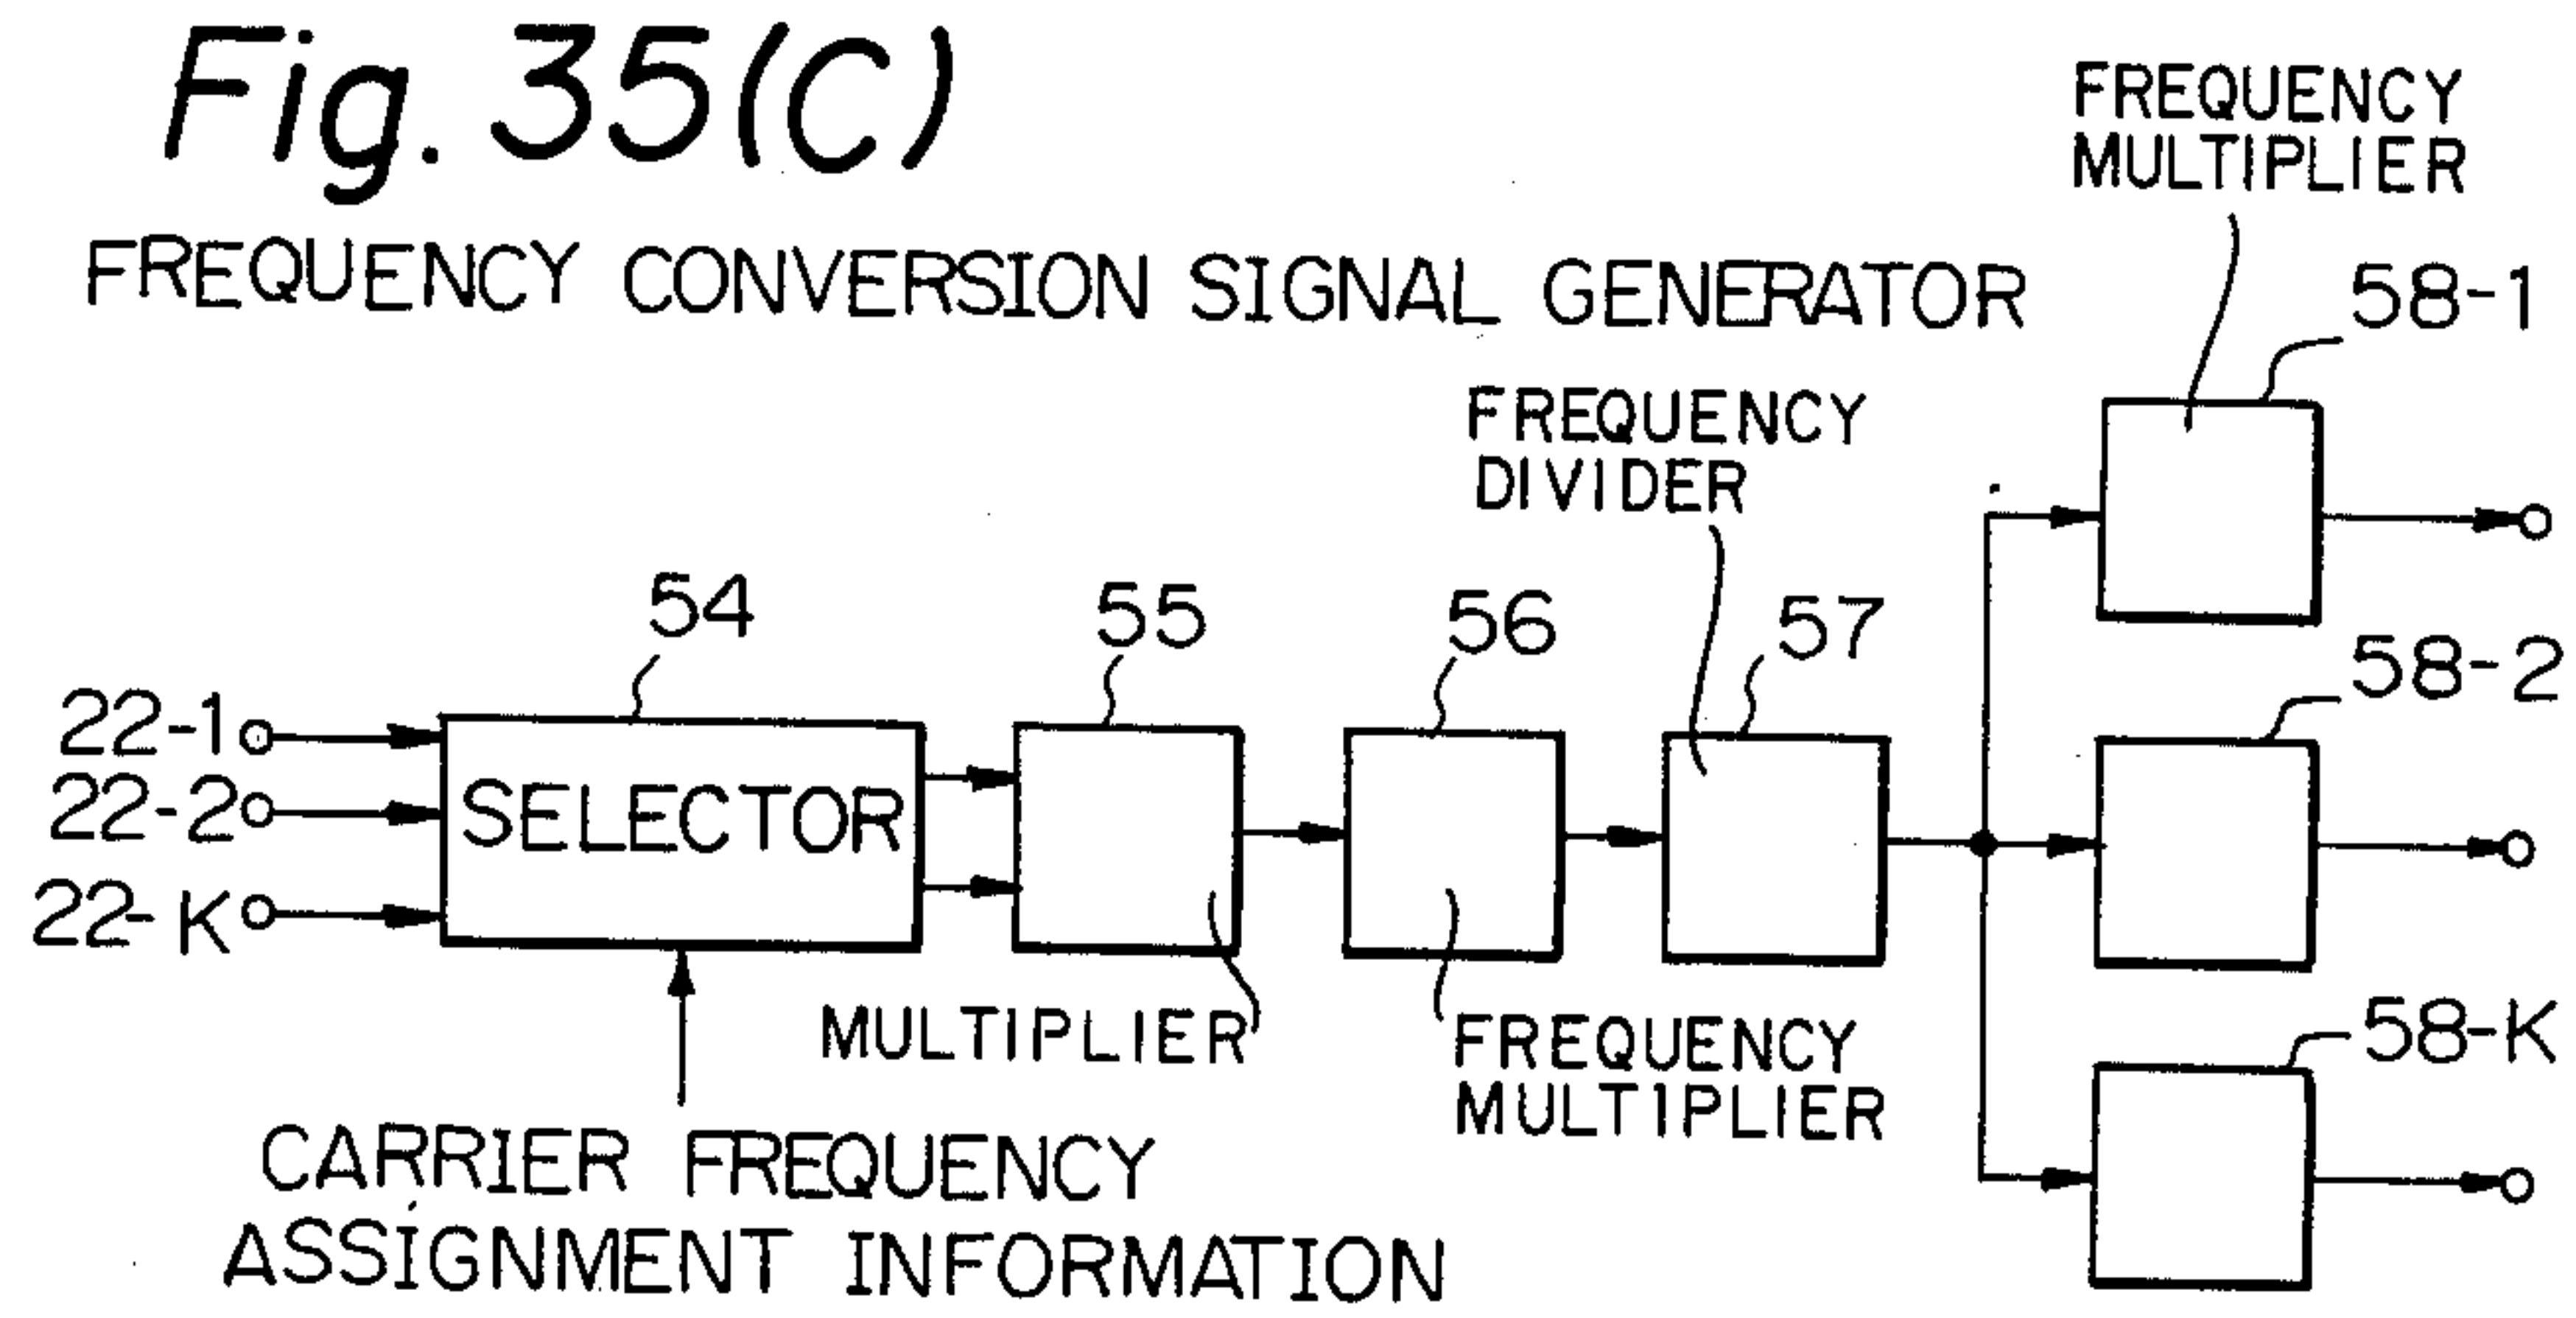 Fig. 35(C)
FREQUENCY CONVERSION SIGNAL GENERATOR
FREQUENCY
MULTIPLIER
58-1
FREQUENCY
DIVIDER
54
55
56
57
58-2
22-1
22-2
22-K
SELECTOR
MULTIPLIER
FREQUENCY
MULTIPLIER
58-K
CARRIER FREQUENCY
ASSIGNMENT INFORMATION